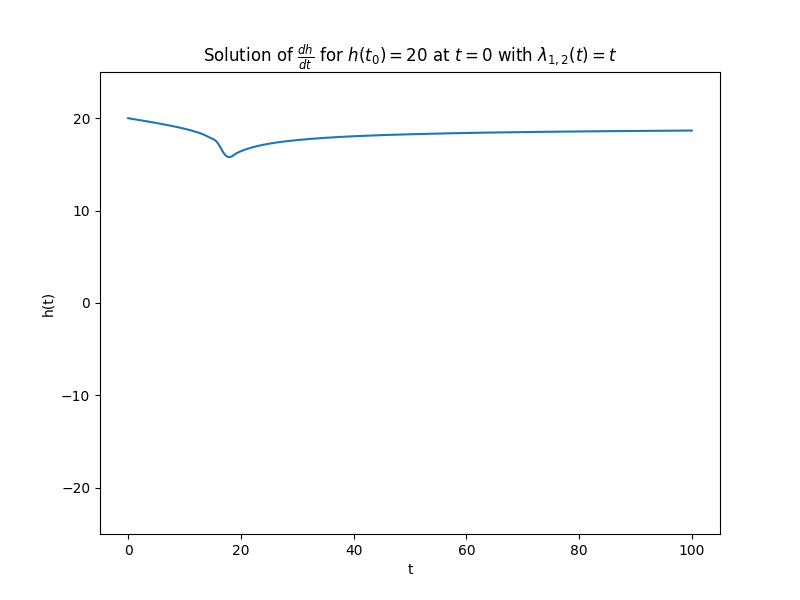 Solution of $\frac{dh}{dt}$ for $h(t_0) = 20$ at $t = 0$ with $\lambda_{1,2}(t) = t$
20
10
0
−10
−20
h(t)
0 20 40 60 80 100
t